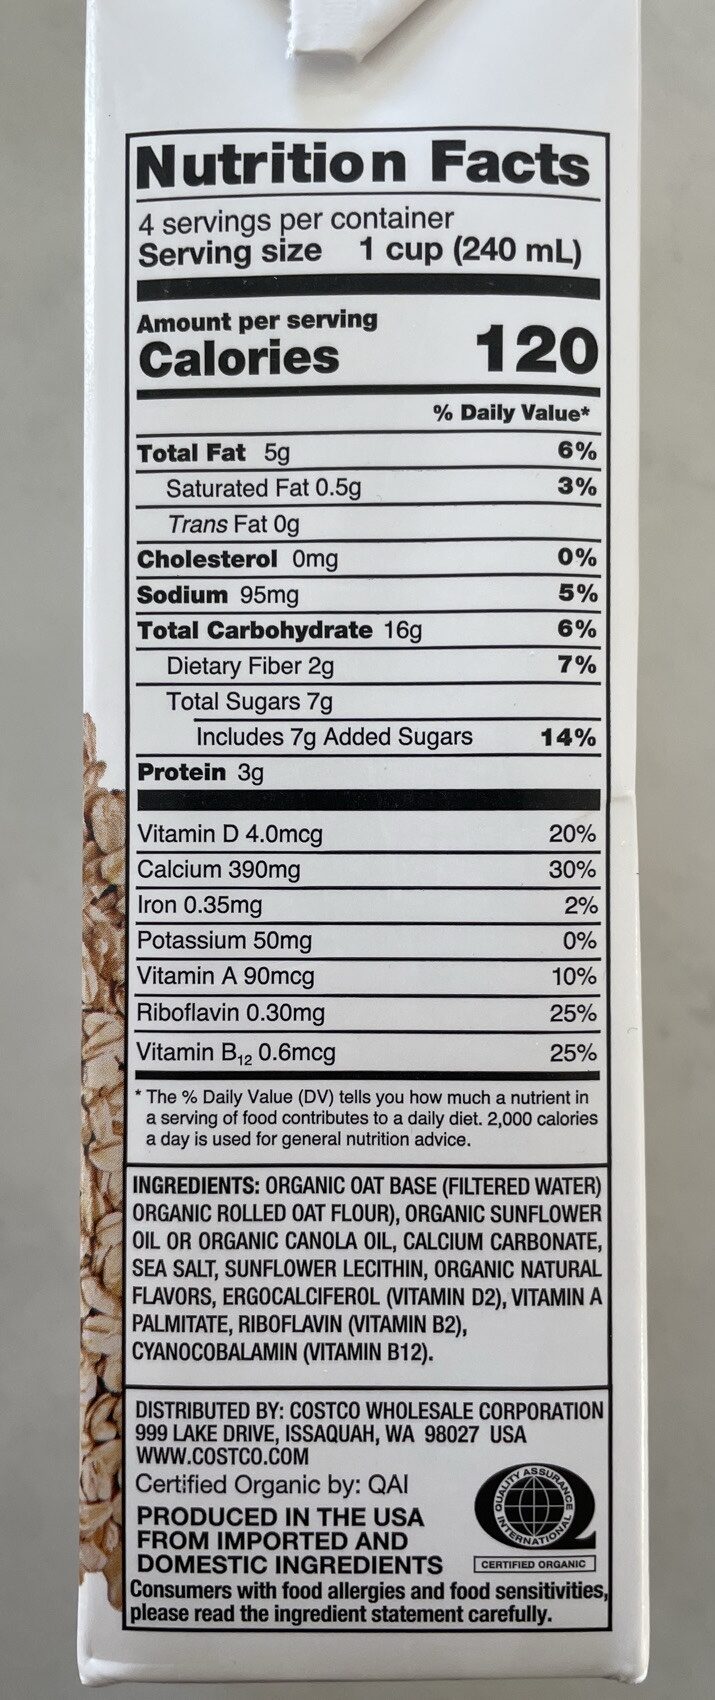 Nutrition Facts
4 servings per container
Serving size 1 cup (240 mL)
Amount per serving
Calories 120
% Daily Value*
Total Fat 5g 6%
Saturated Fat 0.5g 3%
Trans Fat 0g
Cholesterol 0mg 0%
Sodium 95mg 5%
Total Carbohydrate 16g 6%
Dietary Fiber 2g 7%
Total Sugars 7g
Includes 7g Added Sugars 14%
Protein 3g
Vitamin D 4.0mcg 20%
Calcium 390mg 30%
Iron 0.35mg 2%
Potassium 50mg 0%
Vitamin A 90mcg 10%
Riboflavin 0.30mg 25%
Vitamin B12 0.6mcg 25%
* The % Daily Value (DV) tells you how much a nutrient in
a serving of food contributes to a daily diet. 2,000 calories
a day is used for general nutrition advice.
INGREDIENTS: ORGANIC OAT BASE (FILTERED WATER)
ORGANIC ROLLED OAT FLOUR), ORGANIC SUNFLOWER
OIL OR ORGANIC CANOLA OIL, CALCIUM CARBONATE,
SEA SALT, SUNFLOWER LECITHIN, ORGANIC NATURAL
FLAVORS, ERGOCALCIFEROL (VITAMIN D2), VITAMIN A
PALMITATE, RIBOFLAVIN (VITAMIN B2),
CYANOCOBALAMIN (VITAMIN B12).
DISTRIBUTED BY: COSTCO WHOLESALE CORPORATION
999 LAKE DRIVE, ISSAQUAH, WA 98027 USA
WWW.COSTCO.COM
Certified Organic by: QAI
PRODUCED IN THE USA
FROM IMPORTED AND
DOMESTIC INGREDIENTS
QUALITY ASSURANCE
INTERNATIONAL
CERTIFIED ORGANIC
Consumers with food allergies and food sensitivities,
please read the ingredient statement carefully.